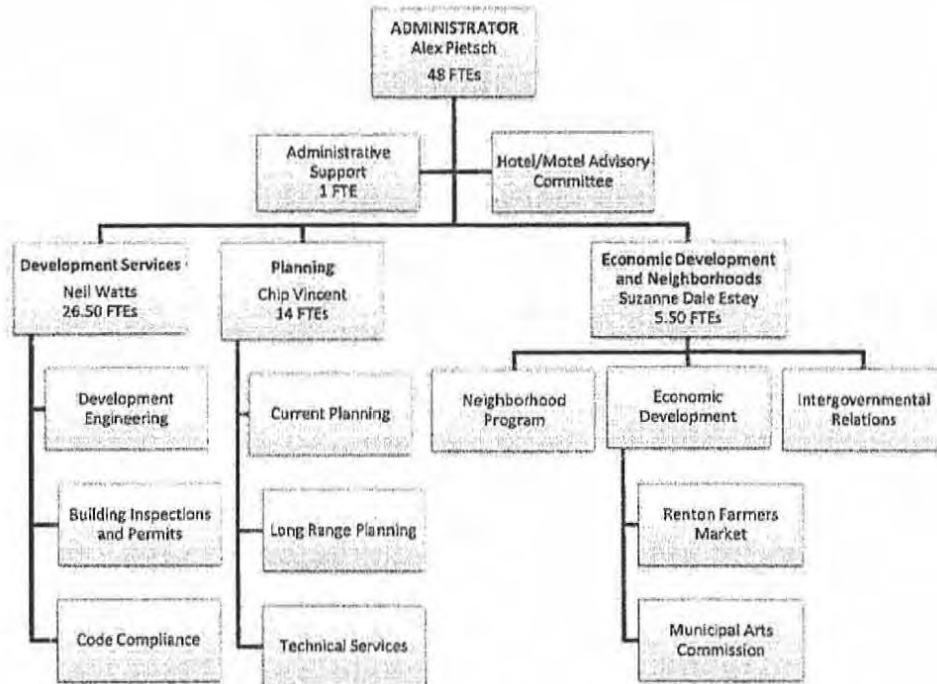 ADMINISTRATOR
Alex Pietsch
48 FTEs
Administrative
Support
1 FTE
Hotel/Motel Advisory
Committee
Development Services
Neil Watts
26.50 FTEs
Planning
Chip Vincent
14 FTEs
Economic Development
and Neighborhoods
Suzanne Dale Estey
5.50 FTEs
Development
Engineering
Building Inspections
and Permits
Code Compliance
Current Planning
Long Range Planning
Technical Services
Neighborhood
Program
Economic
Development
Intergovernmental
Relations
Renton Farmers
Market
Municipal Arts
Commission